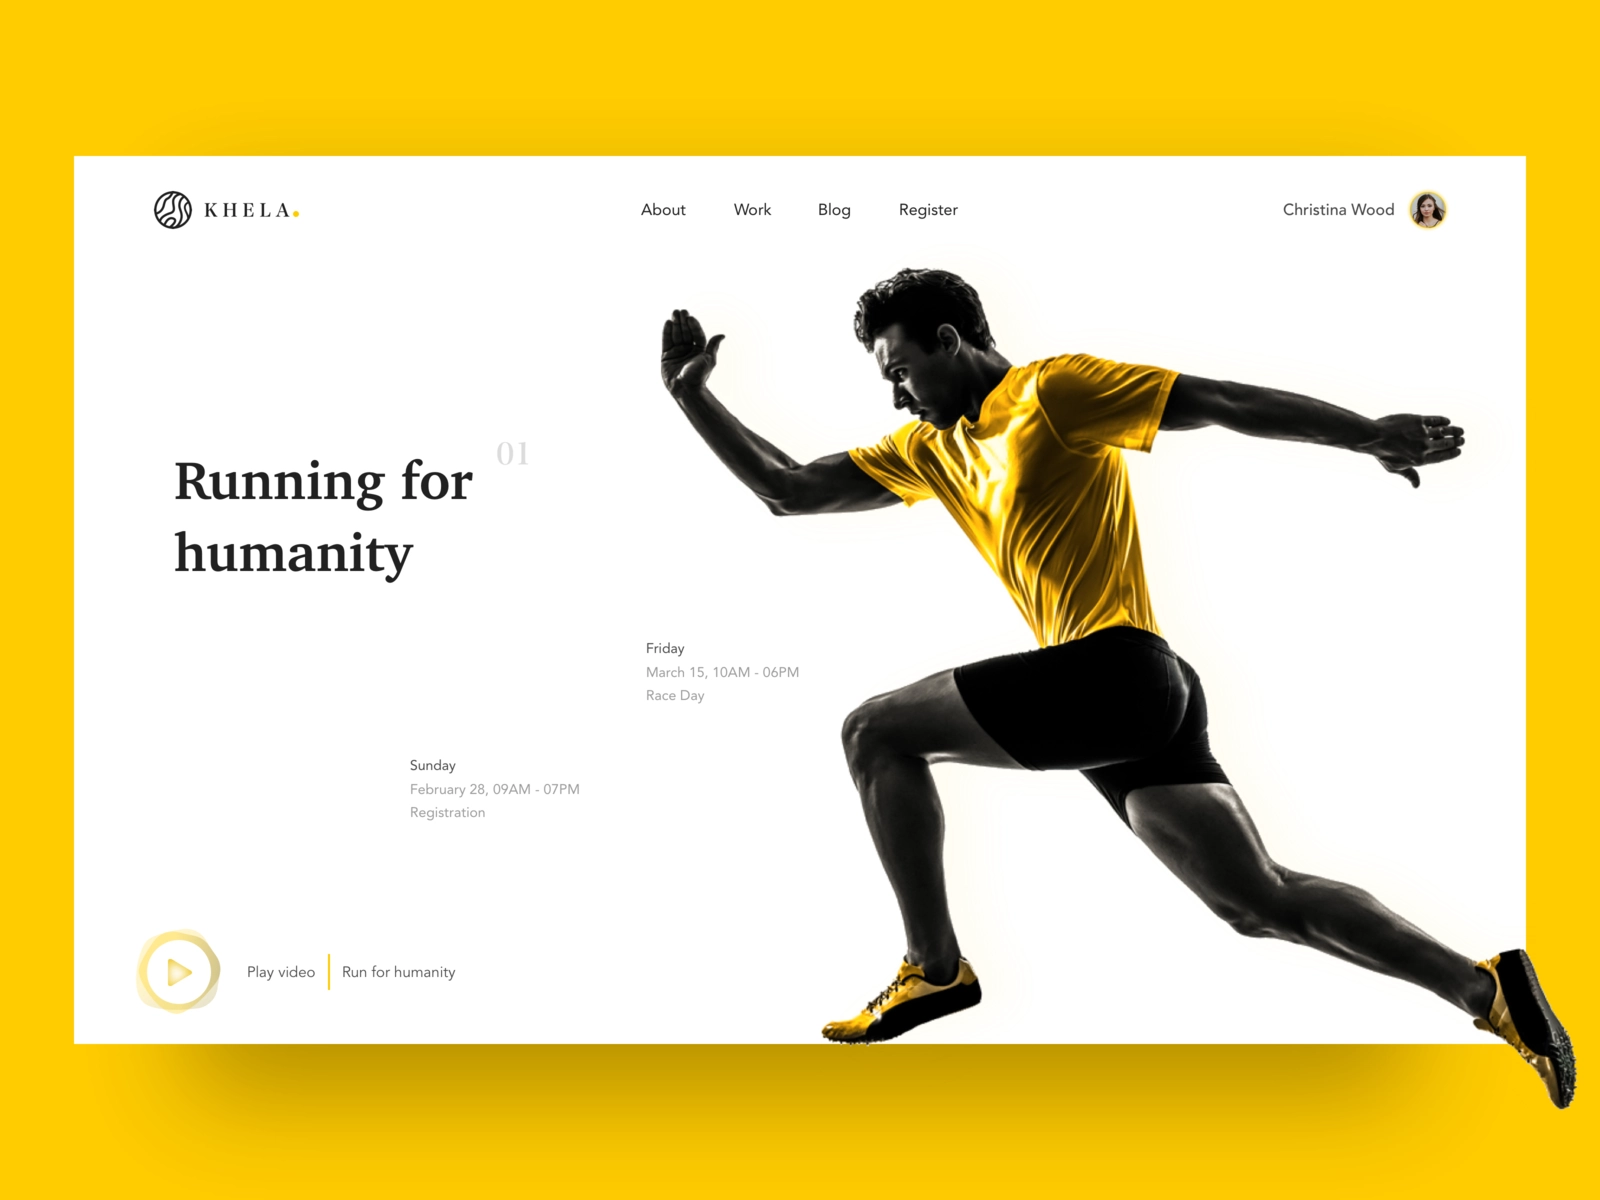 KHELA.
About
Work
Blog
Register
Christina Wood
01
Running for
humanity
Friday
March 15, 10AM - 06PM
Race Day
Sunday
February 28, 09AM - 07PM
Registration
Play video
Run for humanity